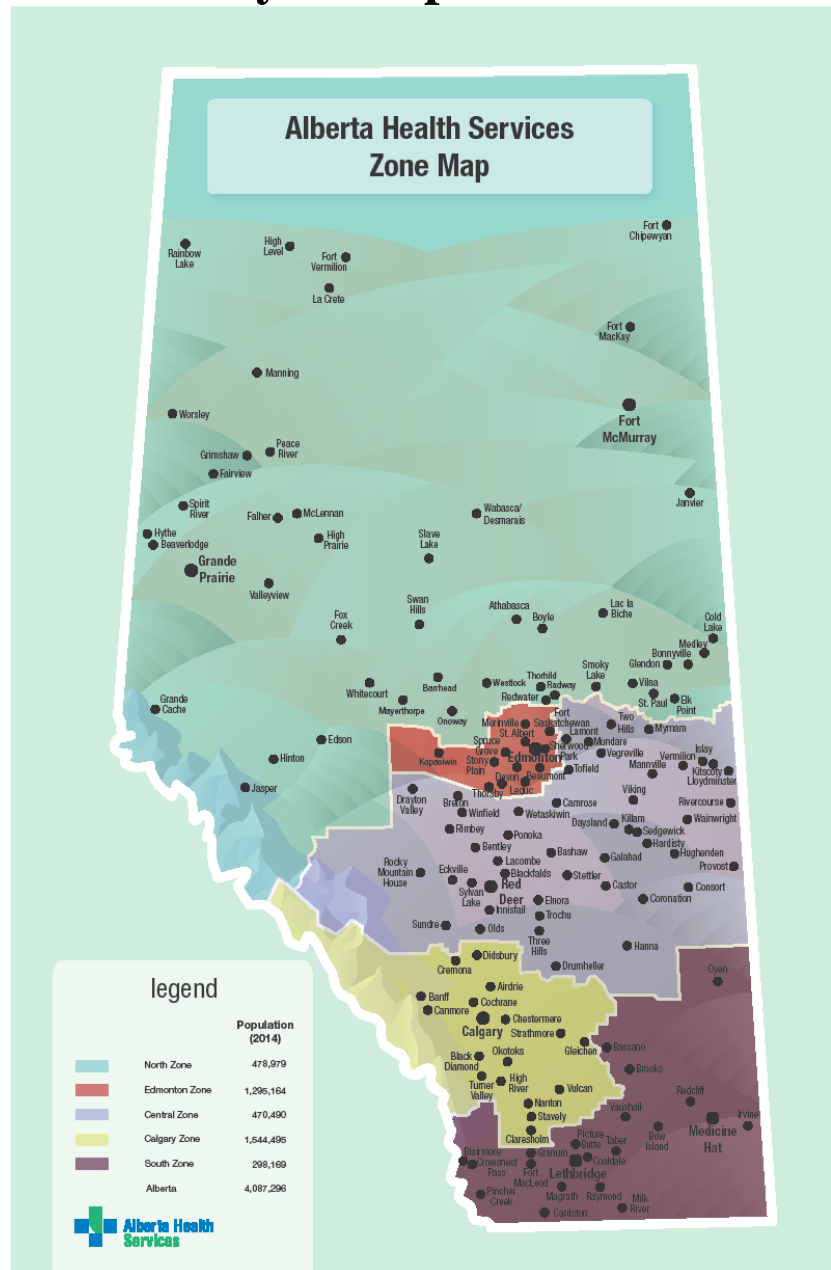 Alberta Health Services
Zone Map
Fort
Chipewyan
Rainbow
Lake
High
Level
Fort
Vermilion
La Crete
Fort
MacKay
Manning
Worsley
Fort
McMurray
Grimshaw
Peace
River
Fairview
Spirit
River
Falher
McLennan
Wabasca/
Desmarais
Janvier
Hythe
Beaverlodge
High
Prairie
Slave
Lake
Grande
Prairie
Valleyview
Fox
Creek
Swan
Hills
Athabasca
Boyle
Lac la
Biche
Cold
Lake
Medley
Bonnyville
Glendon
Whitecourt
Barrhead
Westlock
Thorhild
Radway
Smoky
Lake
Vilna
Mayerthorpe
Redwater
St. Paul
Elk
Point
Grande
Cache
Onoway
Fort
Saskatchewan
Morinville
Two
Hills
Myrnam
Edson
St. Albert
Lamont
Mundare
Hinton
Kapasiwin
Spruce
Grove
Edmonton
Sherwood
Park
Vegreville
Islay
Vermilion
Mannville
Kitscoty
Lloydminster
Stony
Plain
Devon
Beaumont
Tofield
Jasper
Thorsby
Leduc
Drayton
Valley
Breton
Viking
Camrose
Rivercourse
Winfield
Wetaskiwin
Daysland
Killam
Wainwright
Rimbey
Ponoka
Sedgewick
Hardisty
Bentley
Bashaw
Galahad
Hughenden
Rocky
Mountain
House
Eckville
Lacombe
Blackfalds
Stettler
Provost
Sylvan
Lake
Red
Deer
Castor
Consort
Elnora
Coronation
Innisfail
Trochu
Sundre
Olds
Three
Hills
Hanna
Didsbury
Cremona
Drumheller
Oyen
Airdrie
Banff
Cochrane
Canmore
Chestermere
Calgary
Strathmore
Gleichen
Bassano
Black
Diamond
Okotoks
Brooks
Turner
Valley
High
River
Vulcan
Redcliff
Nanton
Vauxhall
Stavely
Irvine
Medicine
Hat
Claresholm
Picture
Butte
Taber
Bow
Island
Blairmore
Crowsnest
Pass
Granum
Coaldale
Fort
MacLeod
Lethbridge
Pincher
Creek
Magrath
Raymond
Milk
River
Cardston
legend
Population
(2014)
North Zone 478,979
Edmonton Zone 1,295,164
Central Zone 470,490
Calgary Zone 1,544,495
South Zone 298,169
Alberta 4,087,296
Alberta Health
Services